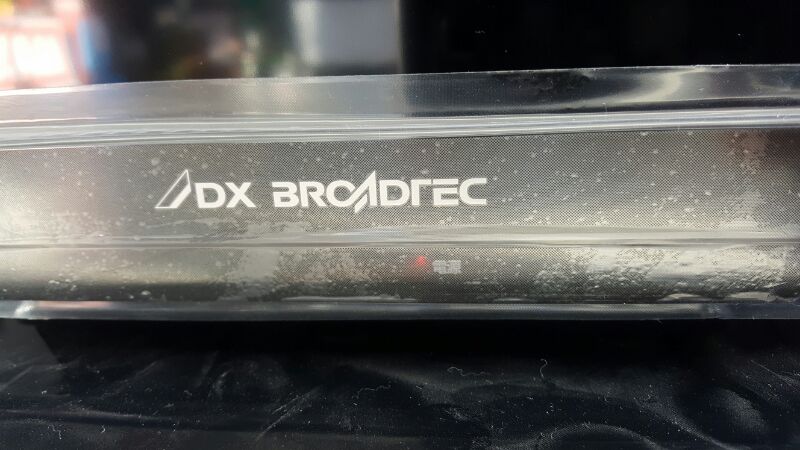 DX BROADTEC
電源